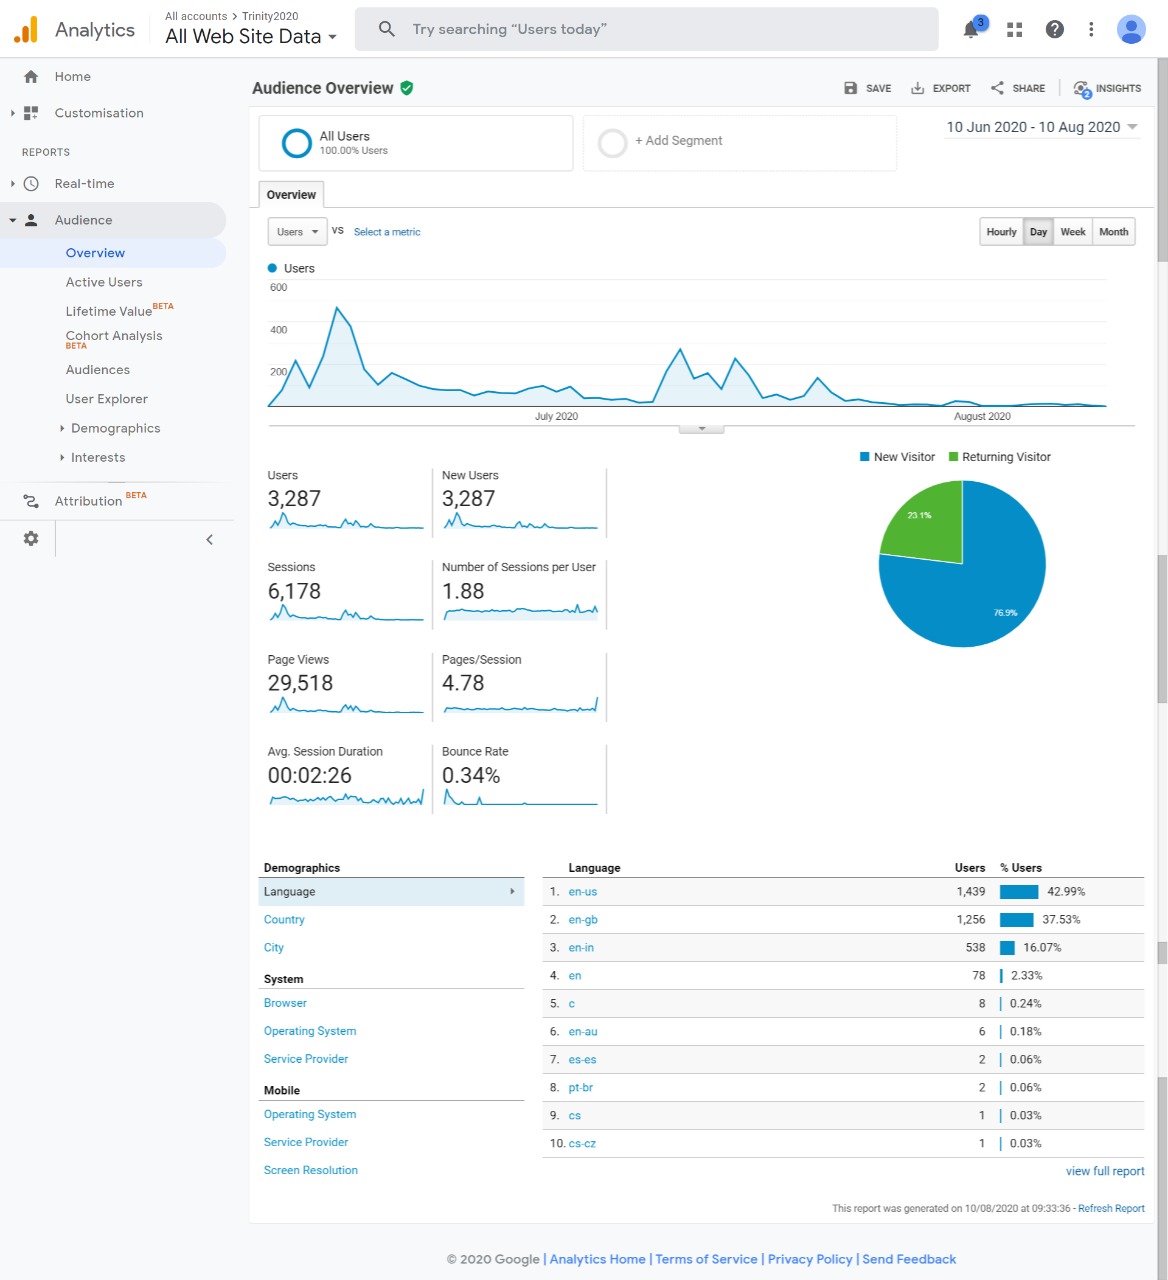 Analytics
All accounts > Trinity2020
All Web Site Data
Try searching “Users today”
3
Home
Customisation
REPORTS
Real-time
Audience
Overview
Active Users
Lifetime Value BETA
Cohort Analysis
BETA
Audiences
User Explorer
Demographics
Interests
Attribution BETA
Audience Overview
SAVE
EXPORT
SHARE
2
INSIGHTS
All Users
100.00% Users
+ Add Segment
10 Jun 2020 - 10 Aug 2020
Overview
Users VS Select a metric
Hourly Day Week Month
Users
600
400
200
July 2020 August 2020
New Visitor Returning Visitor
23.1%
76.9%
Users New Users
3,287 3,287
Sessions Number of Sessions per User
6,178 1.88
Page Views Pages/Session
29,518 4.78
Avg. Session Duration Bounce Rate
00:02:26 0.34%
Demographics
Language
Country
City
System
Browser
Operating System
Service Provider
Mobile
Operating System
Service Provider
Screen Resolution
Language Users % Users
1. en-us 1,439 42.99%
2. en-gb 1,256 37.53%
3. en-in 538 16.07%
4. en 78 2.33%
5. c 8 0.24%
6. en-au 6 0.18%
7. es-es 2 0.06%
8. pt-br 2 0.06%
9. cs 1 0.03%
10. cs-cz 1 0.03%
view full report
This report was generated on 10/08/2020 at 09:33:36 - Refresh Report
© 2020 Google | Analytics Home | Terms of Service | Privacy Policy | Send Feedback